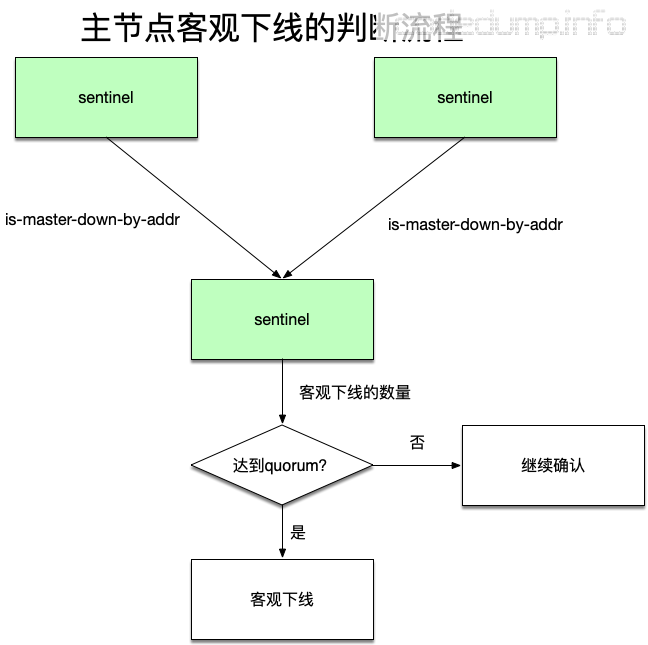 主节点客观下线的判断流程
codedumpinfo
sentinel
sentinel
is-master-down-by-addr
is-master-down-by-addr
sentinel
客观下线的数量
达到quorum?
否
继续确认
是
客观下线